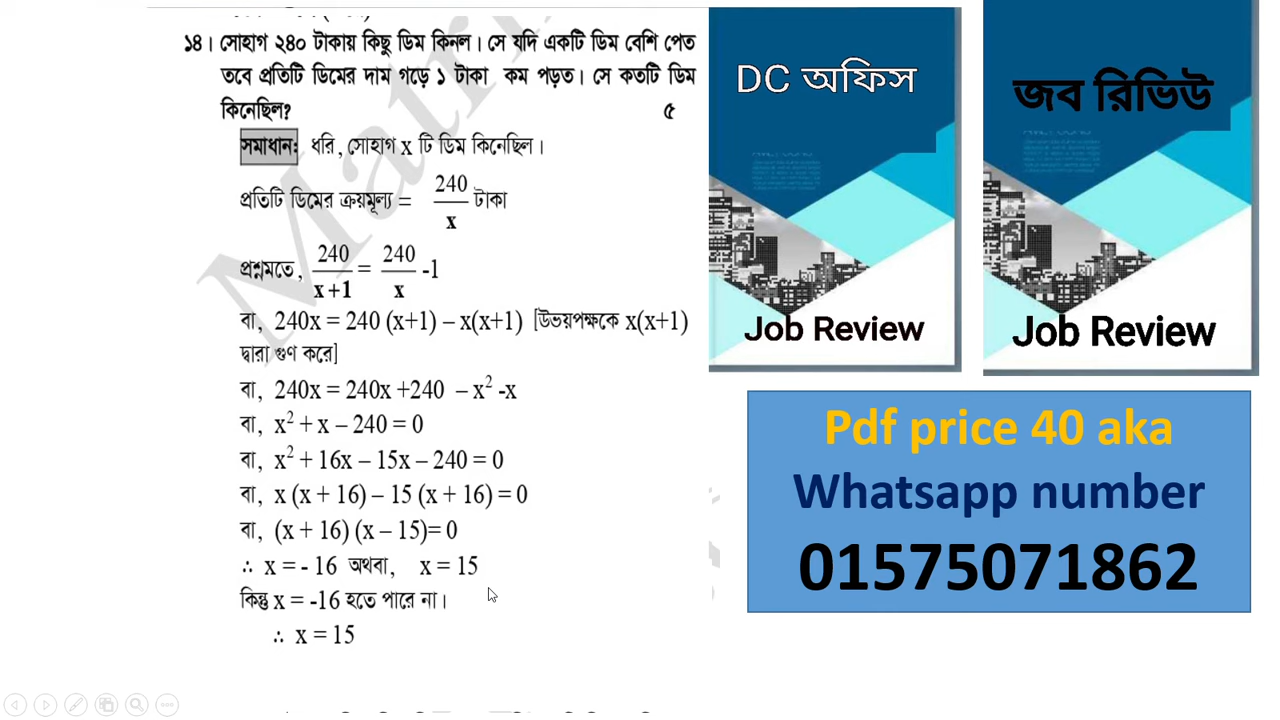 ১৪। সোহাগ ২৪০ টাকায় কিছু ডিম কিনল। সে যদি একটি ডিম বেশি পেত
তবে প্রতিটি ডিমের দাম গড়ে ১ টাকা কম পড়ত। সে কতটি ডিম
কিনেছিল? ৫
সমাধান: ধরি, সোহাগ x টি ডিম কিনেছিল।
প্রতিটি ডিমের ক্রয়মূল্য = 240/x টাকা
প্রশ্নমতে, 240/x+1 = 240/x -1
বা, 240x = 240 (x+1) – x(x+1) [উভয়পক্ষকে x(x+1)
দ্বারা গুণ করে]
বা, 240x = 240x +240 – x² -x
বা, x² + x – 240 = 0
বা, x² + 16x – 15x – 240 = 0
বা, x (x + 16) – 15 (x + 16) = 0
বা, (x + 16) (x – 15)= 0
∴ x = - 16 অথবা, x = 15
কিন্তু x = -16 হতে পারে না।
∴ x = 15
DC অফিস
Job Review
জব রিভিউ
Job Review
Pdf price 40 aka
Whatsapp number
01575071862